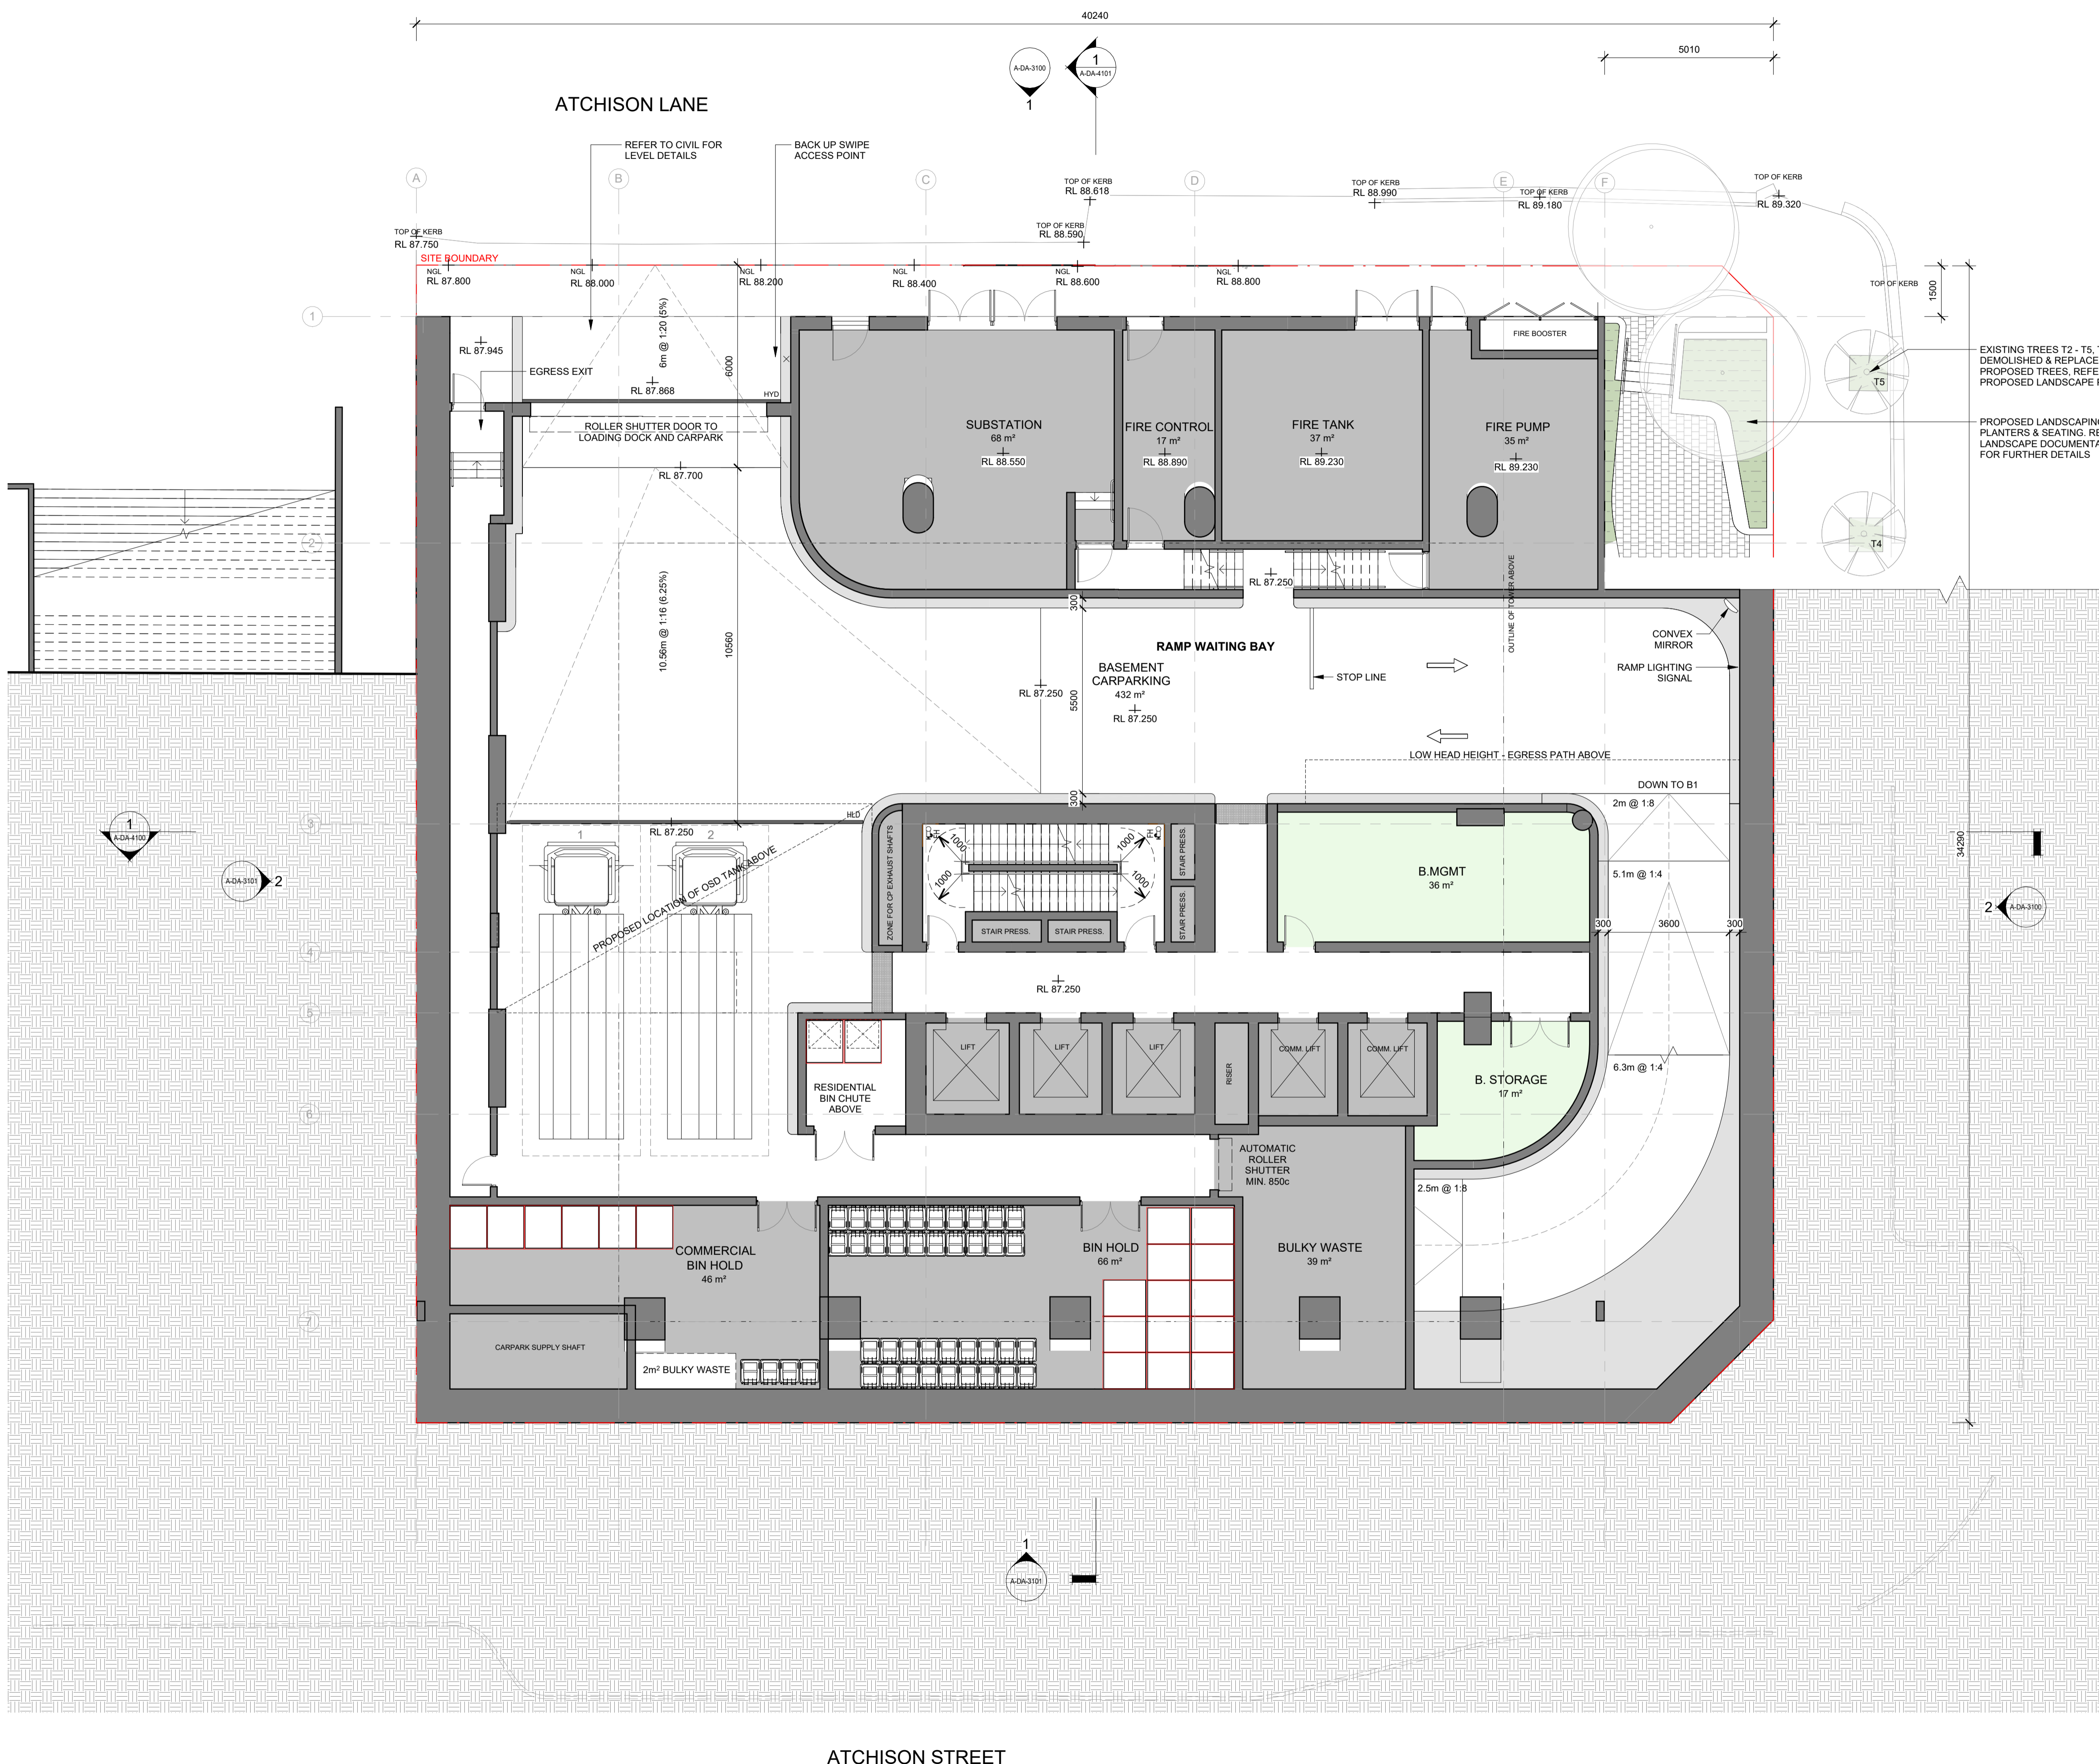 40240
5010
A-DA-3100
1
1
A-DA-4101
ATCHISON LANE
REFER TO CIVIL FOR
LEVEL DETAILS
BACK UP SWIPE
ACCESS POINT
A
B
C
D
E
F
TOP OF KERB
RL 87.750
TOP OF KERB
RL 88.590
TOP OF KERB
RL 88.618
TOP OF KERB
RL 88.990
TOP OF KERB
RL 89.180
TOP OF KERB
RL 89.320
TOP OF KERB
SITE BOUNDARY
NGL
RL 87.800
NGL
RL 88.000
NGL
RL 88.200
NGL
RL 88.400
NGL
RL 88.600
NGL
RL 88.800
1500
1
RL 87.945
EGRESS EXIT
6m @ 1:20 (5%)
6000
RL 87.868
HYD
ROLLER SHUTTER DOOR TO
LOADING DOCK AND CARPARK
RL 87.700
SUBSTATION
68 m²
RL 88.550
FIRE CONTROL
17 m²
RL 88.890
FIRE TANK
37 m²
RL 89.230
FIRE PUMP
35 m²
RL 89.230
FIRE BOOSTER
EXISTING TREES T2 - T5,
DEMOLISHED & REPLACE
PROPOSED TREES, REFE
PROPOSED LANDSCAPE
T5
PROPOSED LANDSCAPING
PLANTERS & SEATING. RE
LANDSCAPE DOCUMENTA
FOR FURTHER DETAILS
T4
2
10.56m @ 1:16 (6.25%)
10560
RL 87.250
OUTLINE OF TOWER ABOVE
300
RAMP WAITING BAY
BASEMENT
CARPARKING
432 m²
RL 87.250
RL 87.250
5500
300
STOP LINE
CONVEX
MIRROR
RAMP LIGHTING
SIGNAL
LOW HEAD HEIGHT - EGRESS PATH ABOVE
DOWN TO B1
2m @ 1:8
5.1m @ 1:4
300
3600
300
6.3m @ 1:4
2.5m @ 1:8
34290
1
A-DA-4100
A-DA-3101
2
2
A-DA-3100
3
HLD
RL 87.250
1
2
PROPOSED LOCATION OF OSD TANK ABOVE
ZONE FOR CP EXHAUST SHAFTS
FH
FH
1000
1000
1000
1000
STAIR PRESS.
STAIR PRESS.
STAIR PRESS.
STAIR PRESS.
B.MGMT
36 m²
4
RL 87.250
5
RESIDENTIAL
BIN CHUTE
ABOVE
LIFT
LIFT
LIFT
RISER
COMM. LIFT
COMM. LIFT
B. STORAGE
17 m²
6
AUTOMATIC
ROLLER
SHUTTER
MIN. 850c
COMMERCIAL
BIN HOLD
46 m²
BIN HOLD
66 m²
BULKY WASTE
39 m²
7
CARPARK SUPPLY SHAFT
2m² BULKY WASTE
1
A-DA-3101
ATCHISON STREET